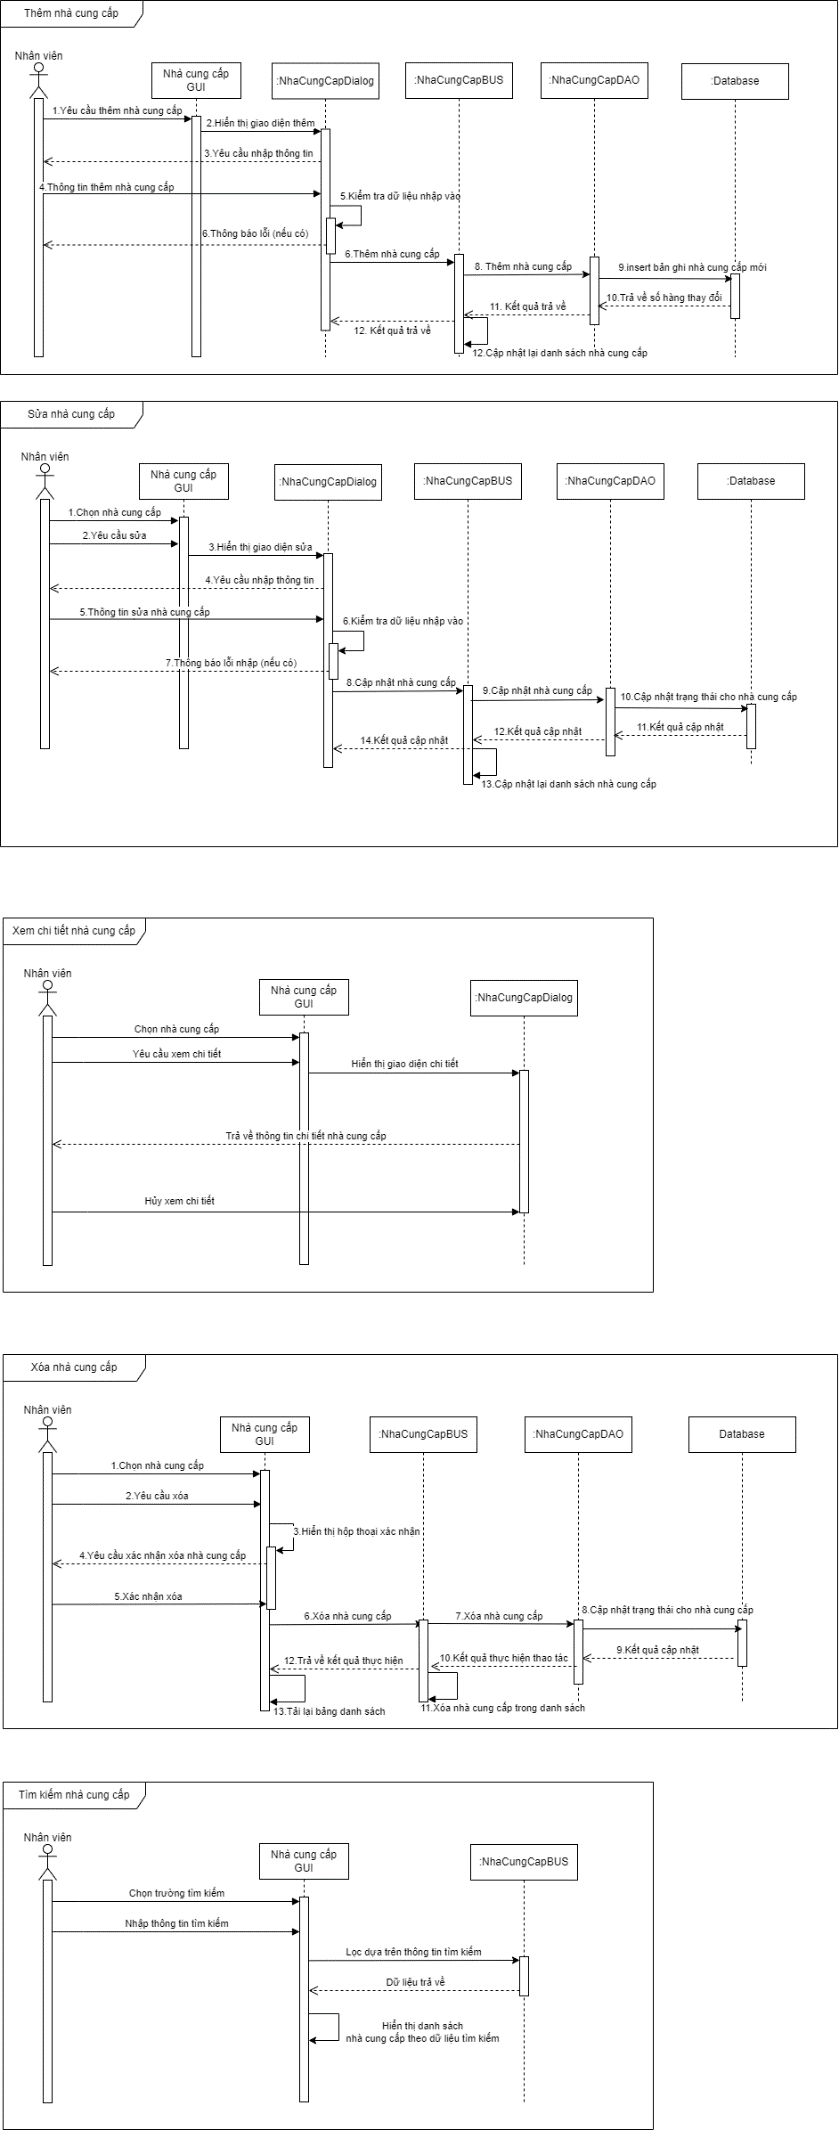 Thêm nhà cung cấp
Nhân viên
Nhà cung cấp
GUI
:NhaCungCapDialog
:NhaCungCapBUS
:NhaCungCapDAO
:Database
1.Yêu cầu thêm nhà cung cấp
2.Hiển thị giao diện thêm
3.Yêu cầu nhập thông tin
4.Thông tin thêm nhà cung cấp
5.Kiểm tra dữ liệu nhập vào
6.Thông báo lỗi (nếu có)
6.Thêm nhà cung cấp
8. Thêm nhà cung cấp
9.insert bản ghi nhà cung cấp mới
10.Trả về số hàng thay đổi
11. Kết quả trả về
12. Kết quả trả về
12.Cập nhật lại danh sách nhà cung cấp
Sửa nhà cung cấp
Nhân viên
Nhà cung cấp
GUI
:NhaCungCapDialog
:NhaCungCapBUS
:NhaCungCapDAO
:Database
1.Chọn nhà cung cấp
2.Yêu cầu sửa
3.Hiển thị giao diện sửa
4.Yêu cầu nhập thông tin
5.Thông tin sửa nhà cung cấp
6.Kiểm tra dữ liệu nhập vào
7.Thông báo lỗi nhập (nếu có)
8.Cập nhật nhà cung cấp
9.Cập nhật nhà cung cấp
10.Cập nhật trạng thái cho nhà cung cấp
11.Kết quả cập nhật
12.Kết quả cập nhật
14.Kết quả cập nhật
13.Cập nhật lại danh sách nhà cung cấp
Xem chi tiết nhà cung cấp
Nhân viên
Nhà cung cấp
GUI
:NhaCungCapDialog
Chọn nhà cung cấp
Yêu cầu xem chi tiết
Hiển thị giao diện chi tiết
Trả về thông tin chi tiết nhà cung cấp
Hủy xem chi tiết
Xóa nhà cung cấp
Nhân viên
Nhà cung cấp
GUI
:NhaCungCapBUS
:NhaCungCapDAO
Database
1.Chọn nhà cung cấp
2.Yêu cầu xóa
3.Hiển thị hộp thoại xác nhận
4.Yêu cầu xác nhận xóa nhà cung cấp
5.Xác nhận xóa
6.Xóa nhà cung cấp
7.Xóa nhà cung cấp
8.Cập nhật trạng thái cho nhà cung cấp
9.Kết quả cập nhật
10.Kết quả thực hiện thao tác
12.Trả về kết quả thực hiện
11.Xóa nhà cung cấp trong danh sách
13.Tải lại bảng danh sách
Tìm kiếm nhà cung cấp
Nhân viên
Nhà cung cấp
GUI
:NhaCungCapBUS
Chọn trường tìm kiếm
Nhập thông tin tìm kiếm
Lọc dựa trên thông tin tìm kiếm
Dữ liệu trả về
Hiển thị danh sách
nhà cung cấp theo dữ liệu tìm kiếm